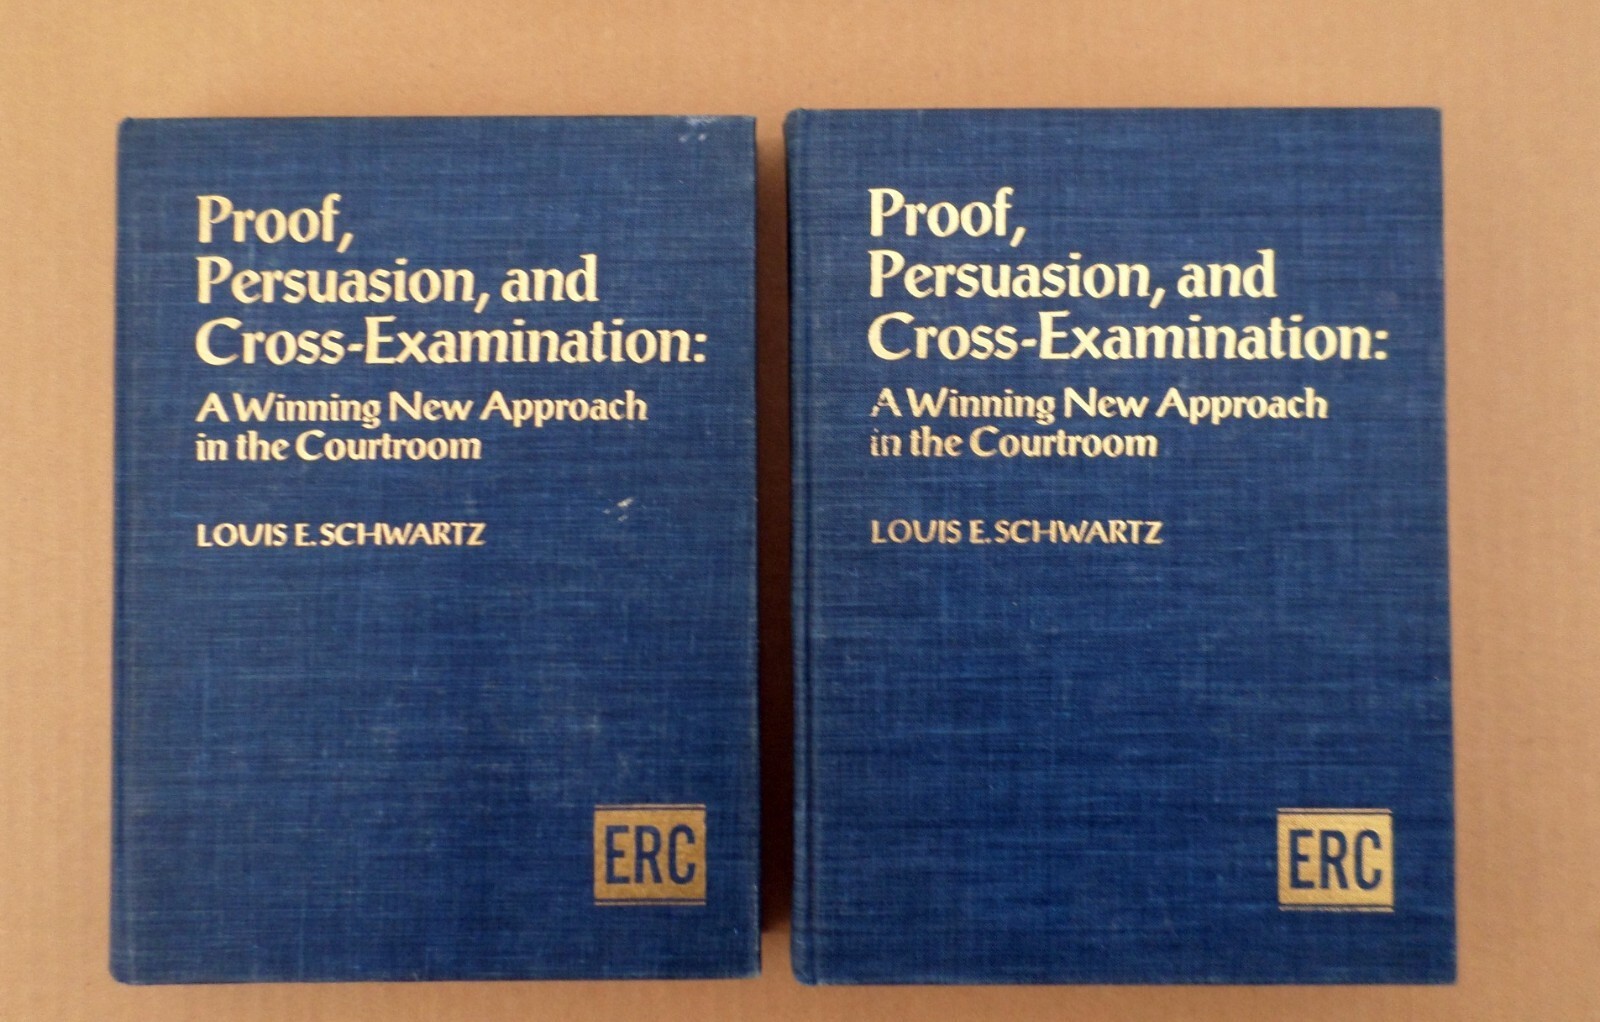 Proof,
Persuasion, and
Cross-Examination:
A Winning New Approach
in the Courtroom
LOUIS E. SCHWARTZ
ERC
Proof,
Persuasion, and
Cross-Examination:
A Winning New Approach
in the Courtroom
LOUIS E. SCHWARTZ
ERC